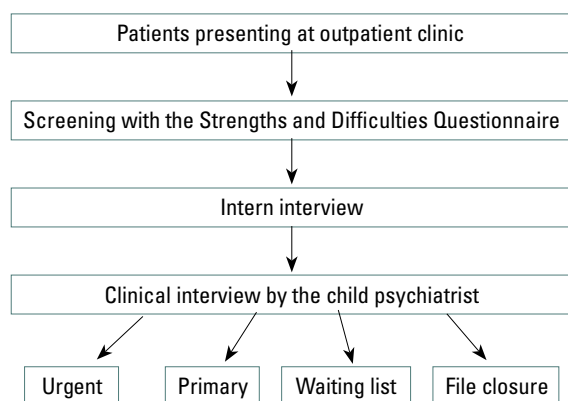 Patients presenting at outpatient clinic
Screening with the Strengths and Difficulties Questionnaire
Intern interview
Clinical interview by the child psychiatrist
Urgent
Primary
Waiting list
File closure